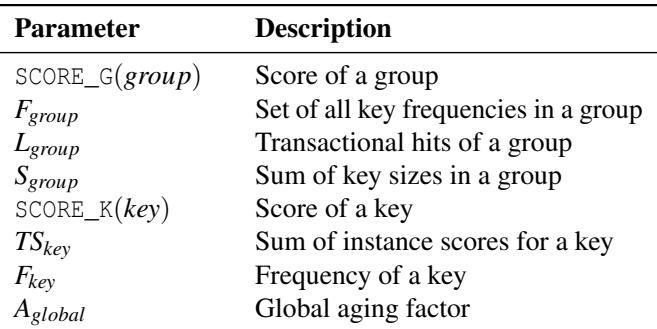 Parameter Description
SCORE_G(group) Score of a group
F_group Set of all key frequencies in a group
L_group Transactional hits of a group
S_group Sum of key sizes in a group
SCORE_K(key) Score of a key
TS_key Sum of instance scores for a key
F_key Frequency of a key
A_global Global aging factor